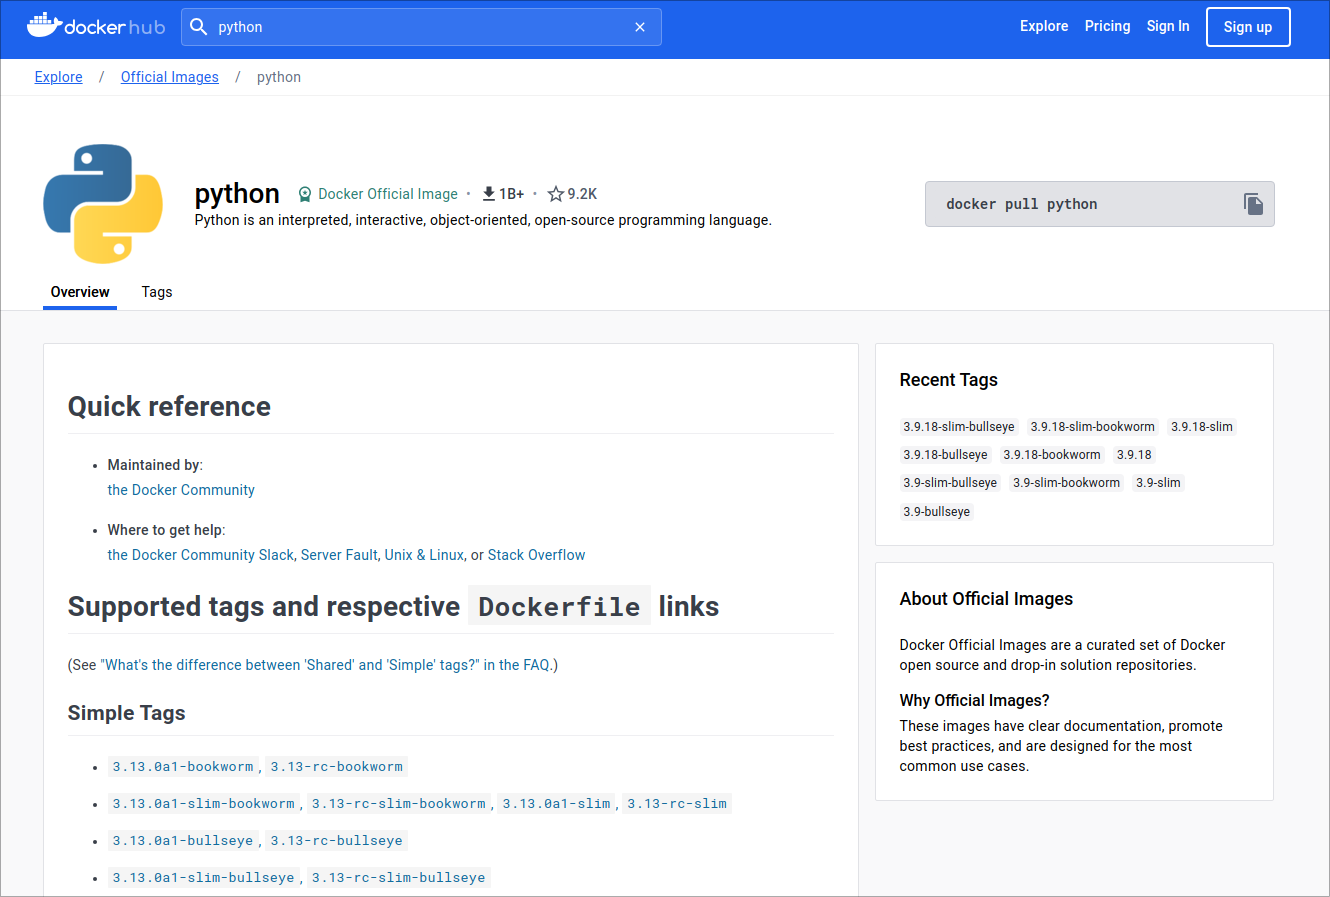 docker hub python Explore Pricing Sign In Sign up
Explore / Official Images / python
python Docker Official Image · 1B+ · 9.2K
Python is an interpreted, interactive, object-oriented, open-source programming language.
docker pull python
Overview Tags
Quick reference
• Maintained by:
the Docker Community
• Where to get help:
the Docker Community Slack, Server Fault, Unix & Linux, or Stack Overflow
Supported tags and respective Dockerfile links
(See "What's the difference between 'Shared' and 'Simple' tags?" in the FAQ.)
Simple Tags
• 3.13.0a1-bookworm, 3.13-rc-bookworm
• 3.13.0a1-slim-bookworm, 3.13-rc-slim-bookworm, 3.13.0a1-slim, 3.13-rc-slim
• 3.13.0a1-bullseye, 3.13-rc-bullseye
• 3.13.0a1-slim-bullseye, 3.13-rc-slim-bullseye
Recent Tags
3.9.18-slim-bullseye 3.9.18-slim-bookworm 3.9.18-slim
3.9.18-bullseye 3.9.18-bookworm 3.9.18
3.9-slim-bullseye 3.9-slim-bookworm 3.9-slim
3.9-bullseye
About Official Images
Docker Official Images are a curated set of Docker
open source and drop-in solution repositories.
Why Official Images?
These images have clear documentation, promote
best practices, and are designed for the most
common use cases.